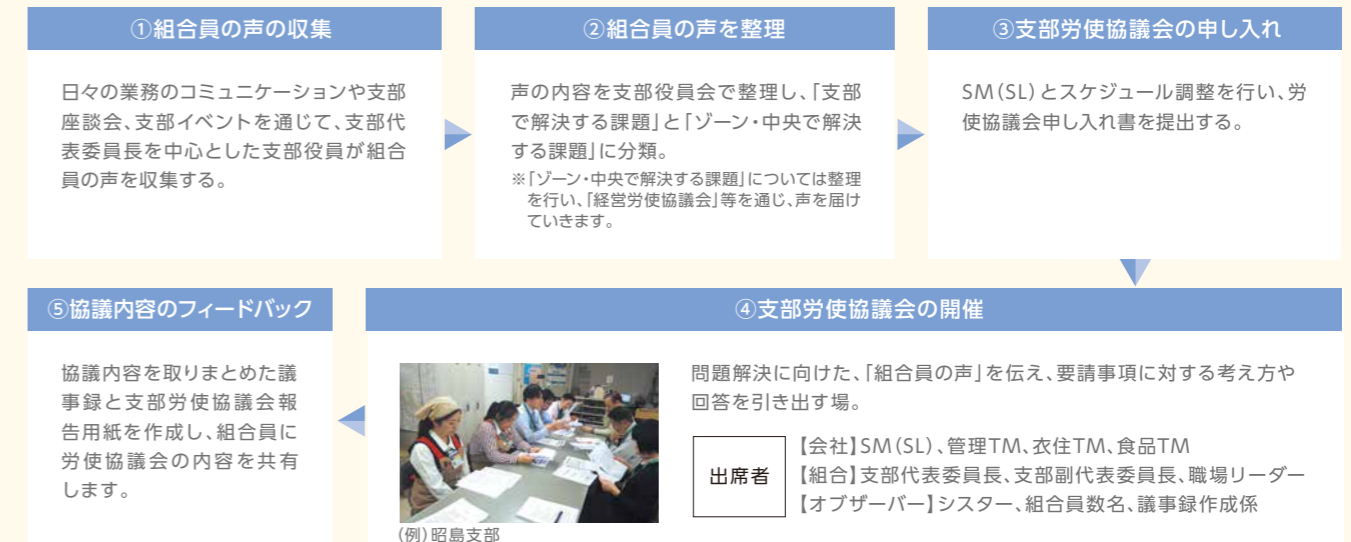 ①組合員の声の収集
日々の業務のコミュニケーションや支部
座談会、支部イベントを通じて、支部代
表委員長を中心とした支部役員が組合
員の声を収集する。
②組合員の声を整理
声の内容を支部役員会で整理し、「支部
で解決する課題」と「ゾーン・中央で解決
する課題」に分類。
※「ゾーン・中央で解決する課題」については整理
を行い、「経営労使協議会」等を通じ、声を届け
ていきます。
③支部労使協議会の申し入れ
SM(SL)とスケジュール調整を行い、労
使協議会申し入れ書を提出する。
④支部労使協議会の開催
問題解決に向けた、「組合員の声」を伝え、要請事項に対する考え方や
回答を引き出す場。
出席者
【会社】SM(SL)、管理TM、衣住TM、食品TM
【組合】支部代表委員長、支部副代表委員長、職場リーダー
【オブザーバー】シスター、組合員数名、議事録作成係
(例)昭島支部
⑤協議内容のフィードバック
協議内容を取りまとめた議
事録と支部労使協議会報
告用紙を作成し、組合員に
労使協議会の内容を共有
します。